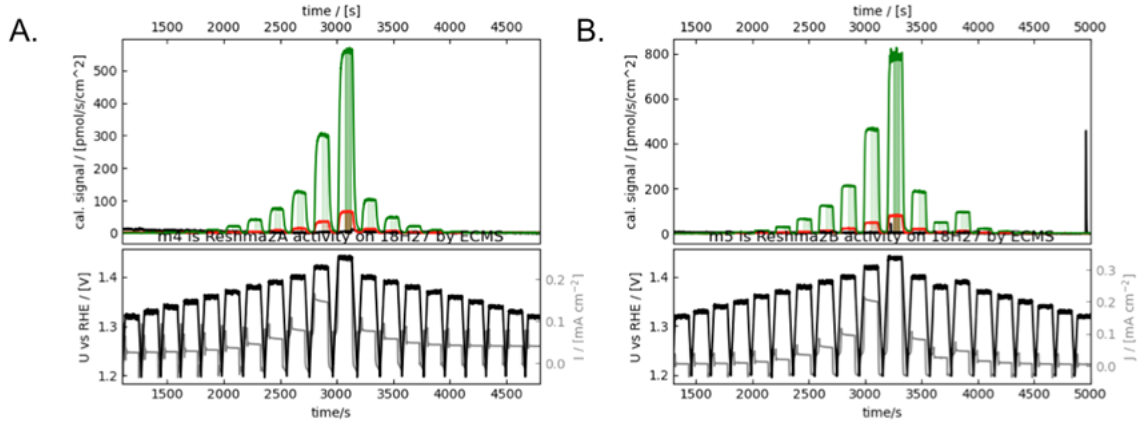 A.
time / [s]
1500 2000 2500 3000 3500 4000 4500
cal. signal / [pmol/s/cm^2]
500
400
300
200
100
0
m4 is Reshma2A activity on 18H27 by ECMS
U vs RHE / [V]
1.4
1.3
1.2
0.2
0.1
0.0
J / [mA cm⁻²]
1500 2000 2500 3000 3500 4000 4500
time/s
B.
time / [s]
1500 2000 2500 3000 3500 4000 4500 5000
cal. signal / [pmol/s/cm^2]
800
600
400
200
0
m5 is Reshma2B activity on 18H27 by ECMS
U vs RHE / [V]
1.4
1.3
1.2
0.3
0.2
0.1
0.0
J / [mA cm⁻²]
1500 2000 2500 3000 3500 4000 4500 5000
time/s